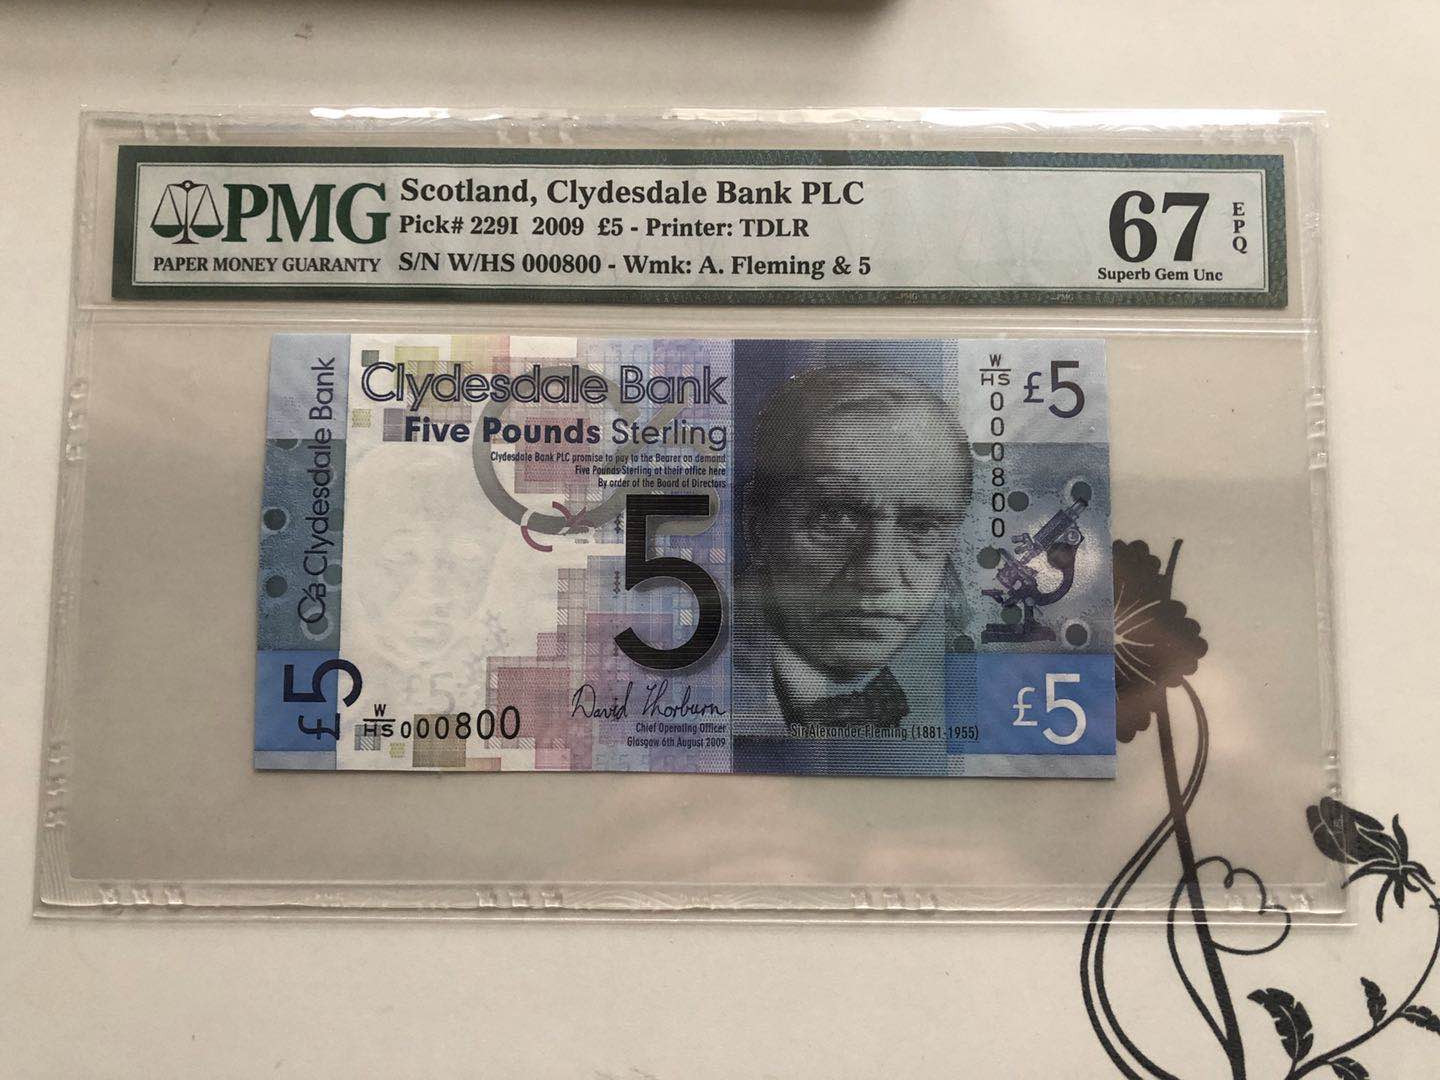 PMG
PAPER MONEY GUARANTY
Scotland, Clydesdale Bank PLC
Pick# 229I 2009 £5 - Printer: TDLR
S/N W/HS 000800 - Wmk: A. Fleming & 5
67
EPQ
Superb Gem Unc
CB Clydesdale Bank
£5
Clydesdale Bank
Five Pounds Sterling
Clydesdale Bank PLC promise to pay to the Bearer on demand
Five Pounds Sterling at their office here
By order of the Board of Directors
5
David Thorburn
Chief Operating Officer
Glasgow 6th August 2009
W
HS 000800
W
HS
000800
£5
Sir Alexander Fleming (1881-1955)
£5